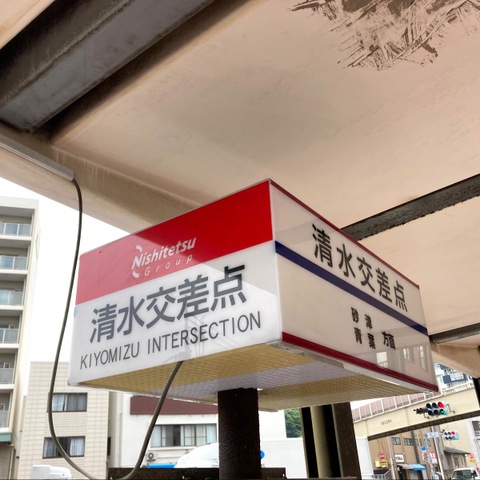 Nishitetsu
Group
清水交差点
KIYOMIZU INTERSECTION
清水交差点
砂津
青葉 方面